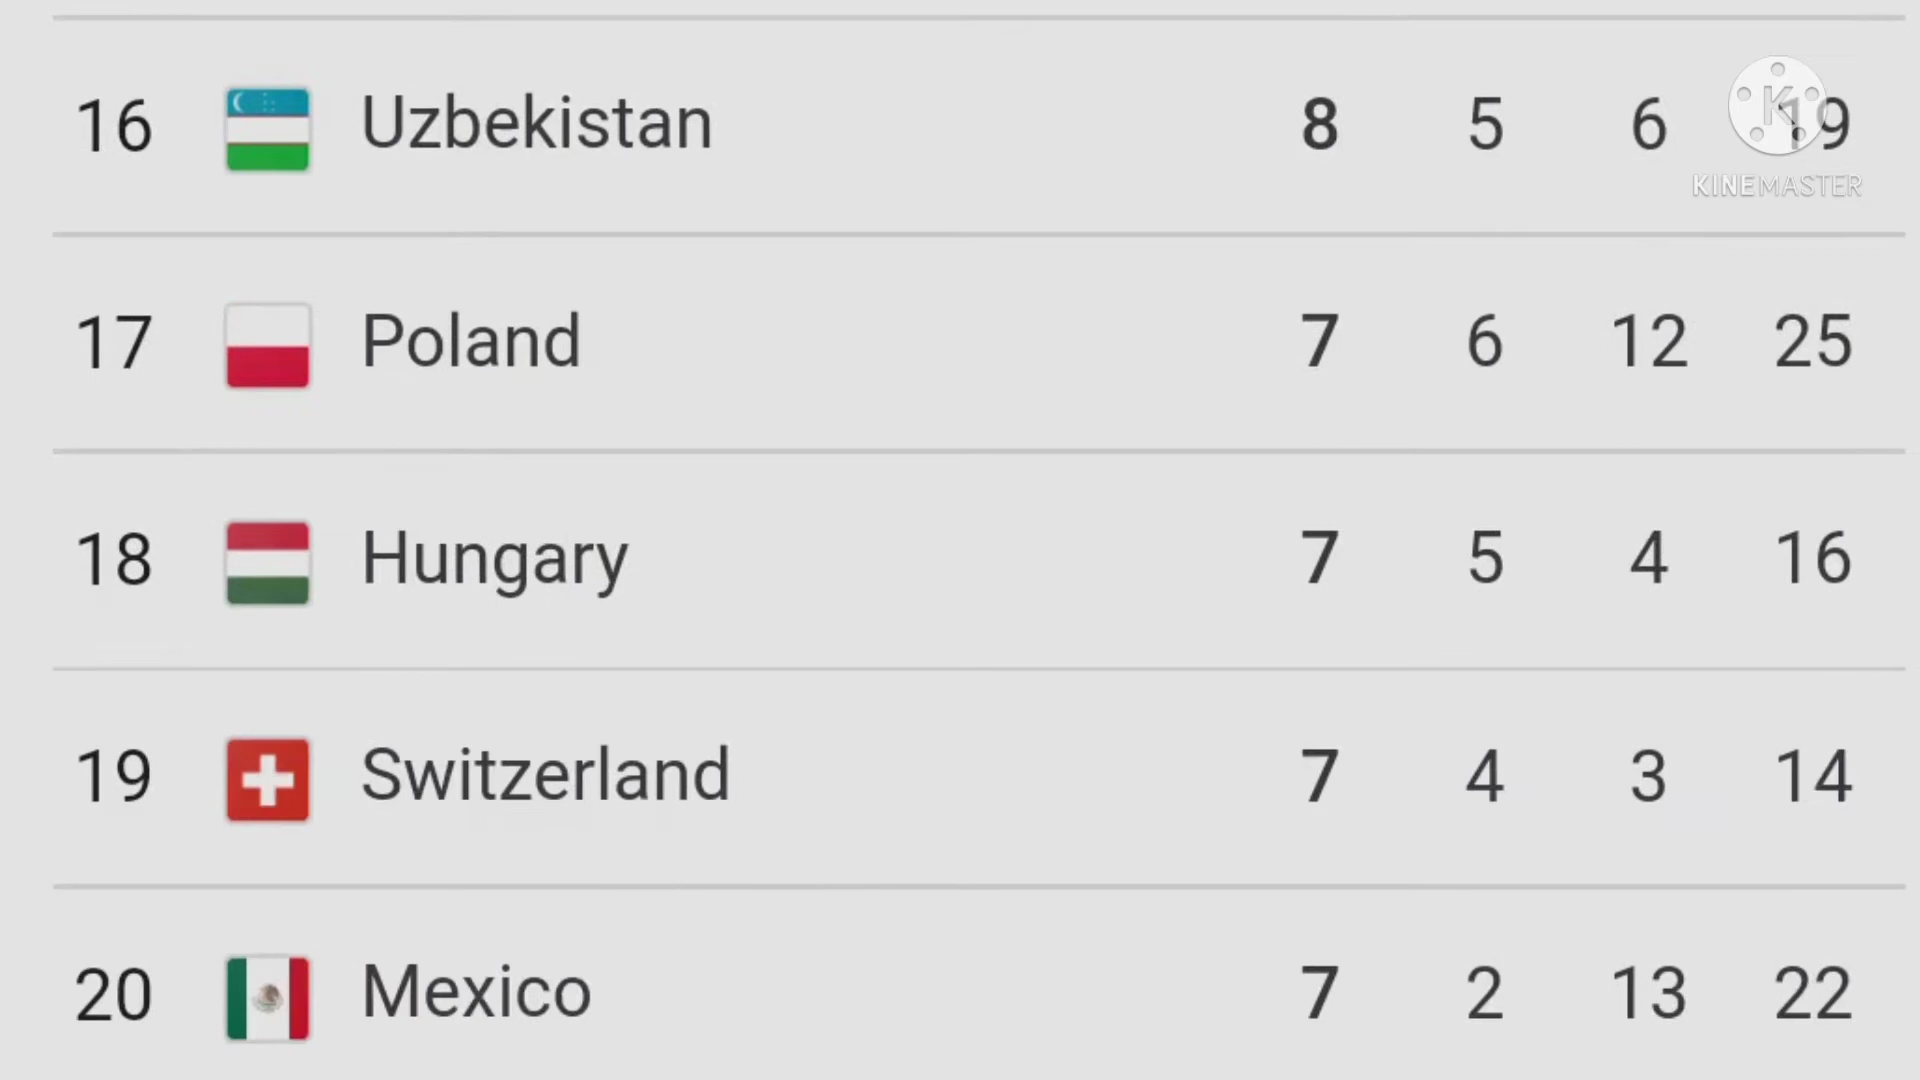 16 Uzbekistan 8 5 6 19
K
KINEMASTER
17 Poland 7 6 12 25
18 Hungary 7 5 4 16
19 Switzerland 7 4 3 14
20 Mexico 7 2 13 22